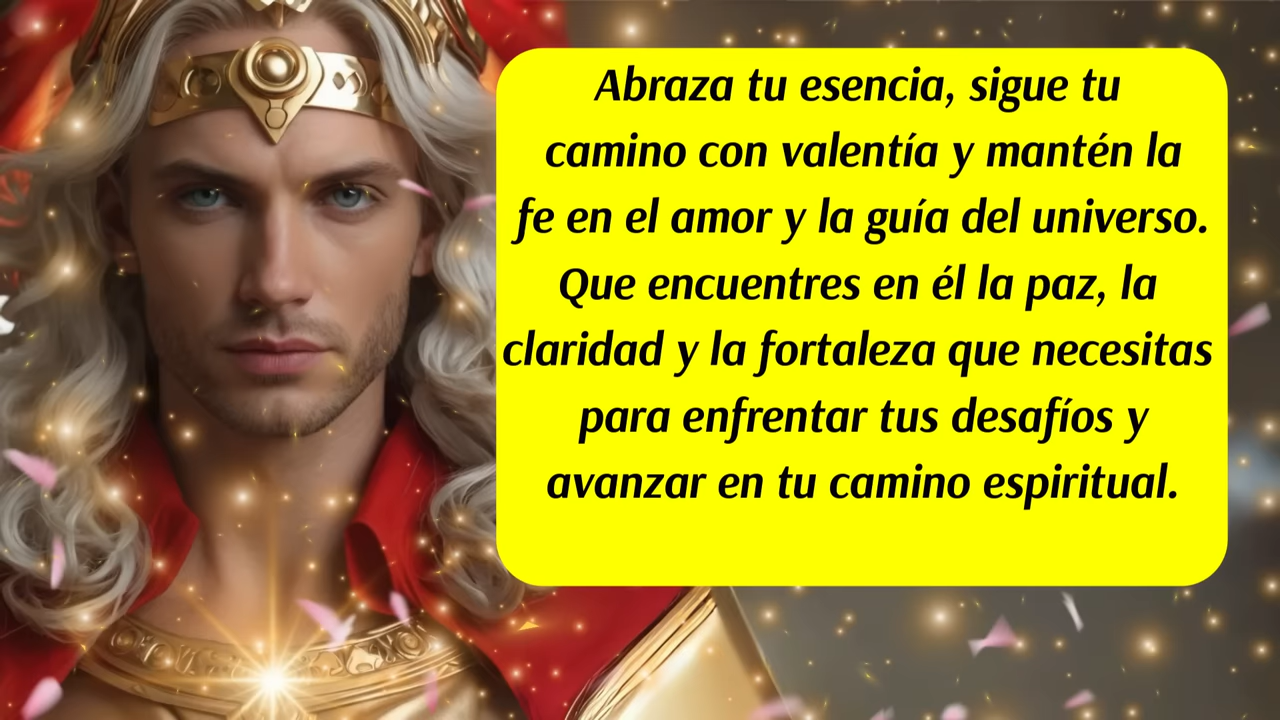 Abraza tu esencia, sigue tu
camino con valentía y mantén la
fe en el amor y la guía del universo.
Que encuentres en él la paz, la
claridad y la fortaleza que necesitas
para enfrentar tus desafíos y
avanzar en tu camino espiritual.